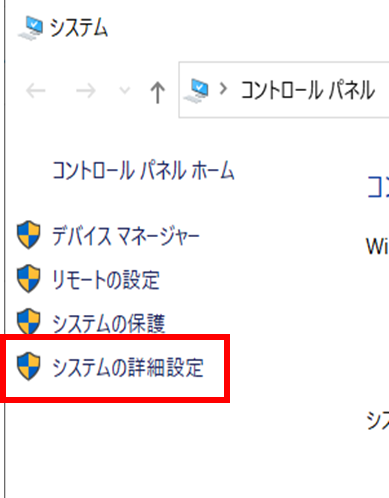 システム
コントロール パネル
コントロール パネル ホーム
デバイス マネージャー
リモートの設定
システムの保護
システムの詳細設定
コン
Wi
シス